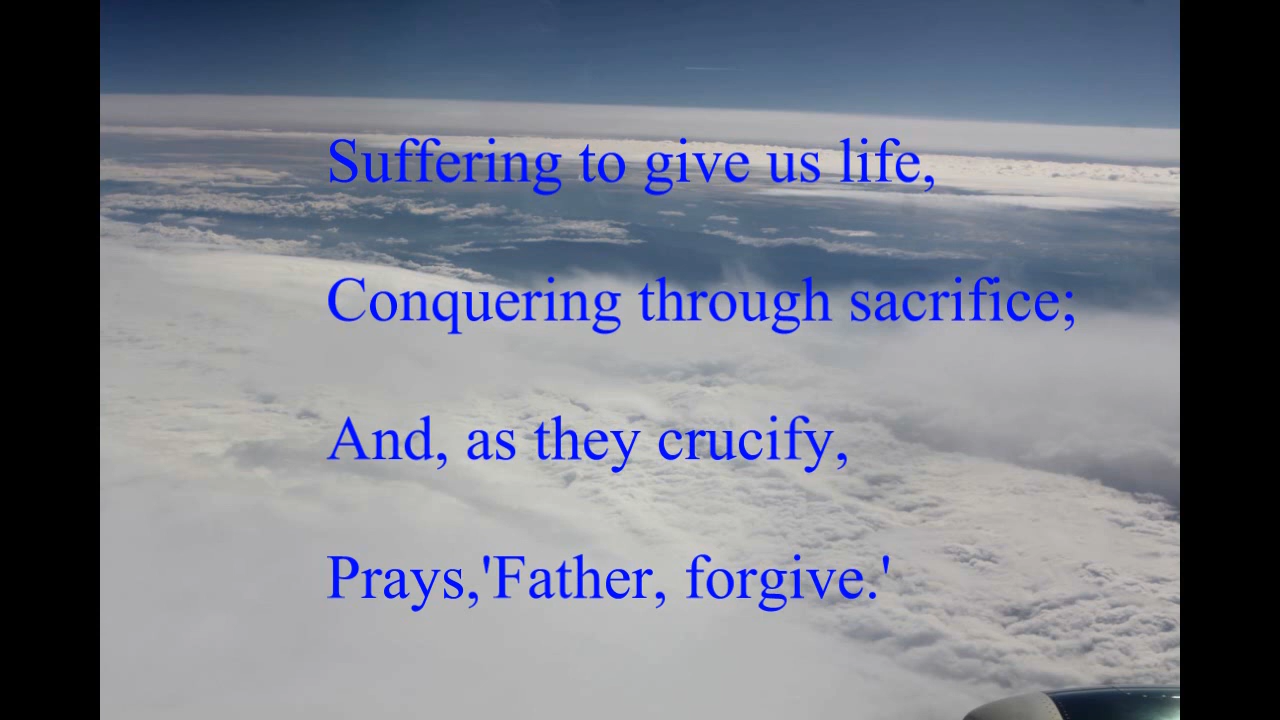 Suffering to give us life,
Conquering through sacrifice;
And, as they crucify,
Prays,'Father, forgive.'